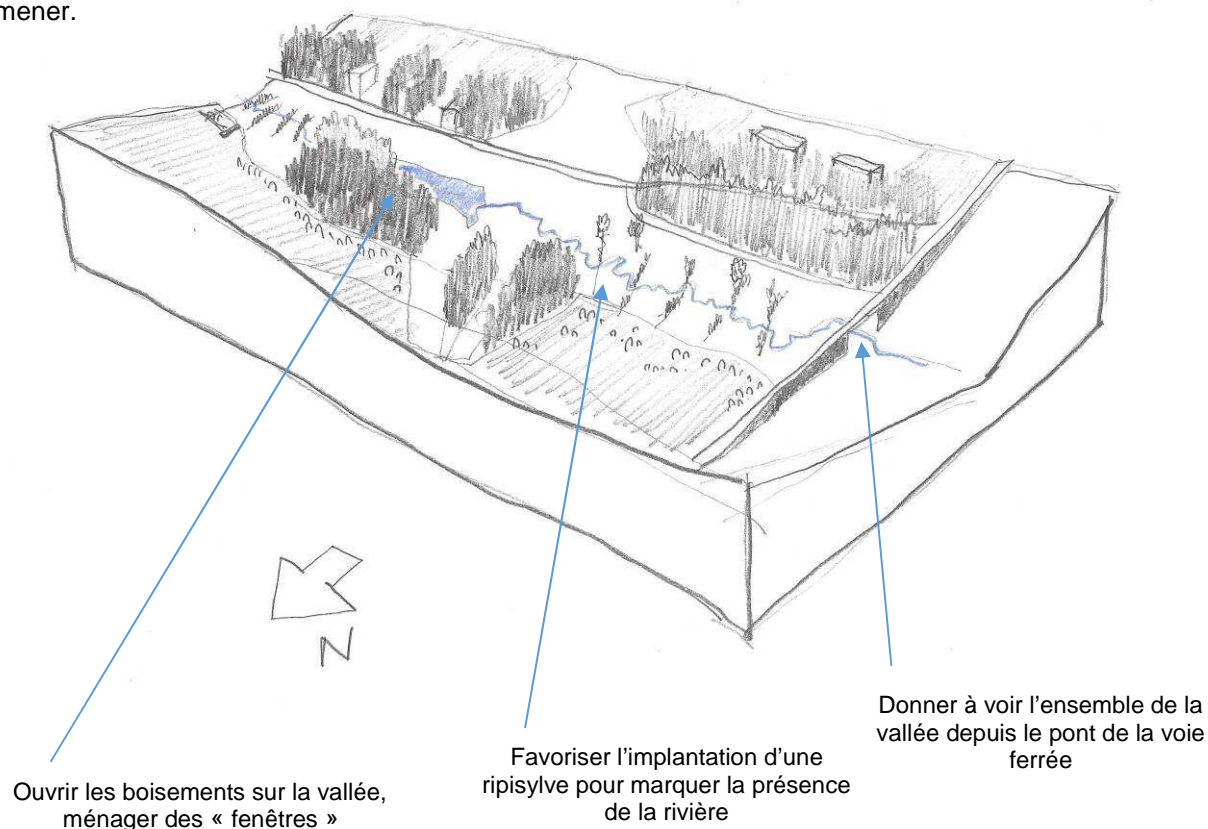 mener.
N
Donner à voir l'ensemble de la
vallée depuis le pont de la voie
ferrée
Favoriser l'implantation d'une
ripisylve pour marquer la présence
de la rivière
Ouvrir les boisements sur la vallée,
ménager des « fenêtres »